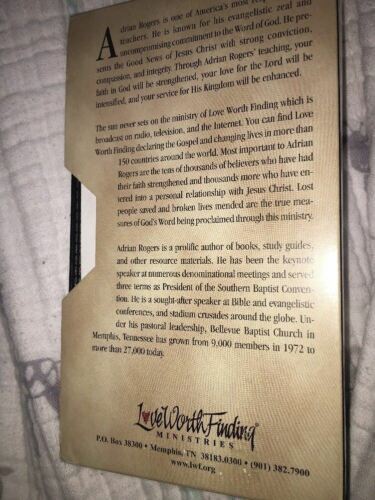 Adrian Rogers is one of America's most
teachers. He is known for his evangelistic zeal and
uncompromising commitment to the Word of God. He pre-
sents the Good News of Jesus Christ with strong conviction,
compassion, and integrity. Through Adrian Rogers' teaching, your
faith in God will be strengthened, your love for the Lord will be
intensified, and your service for His Kingdom will be enhanced.
The sun never sets on the ministry of Love Worth Finding which is
broadcast on radio, television, and the Internet. You can find Love
Worth Finding declaring the Gospel and changing lives in more than
150 countries around the world. Most important to Adrian
Rogers are the tens of thousands of believers who have had
their faith strengthened and thousands more who have en-
tered into a personal relationship with Jesus Christ. Lost
people saved and broken lives mended are the true mea-
sures of God's Word being proclaimed through this ministry.
Adrian Rogers is a prolific author of books, study guides,
and other resource materials. He has been the keynote
speaker at numerous denominational meetings and served
three terms as President of the Southern Baptist Conven-
tion. He is a sought-after speaker at Bible and evangelistic
conferences, and stadium crusades around the globe. Un-
der his pastoral leadership, Bellevue Baptist Church in
Memphis, Tennessee has grown from 9,000 members in 1972 to
more than 27,000 today.
Love Worth Finding
MINISTRIES
P.O. Box 38300 • Memphis, TN 38183.0300 • (901) 382.7900
www.lwf.org